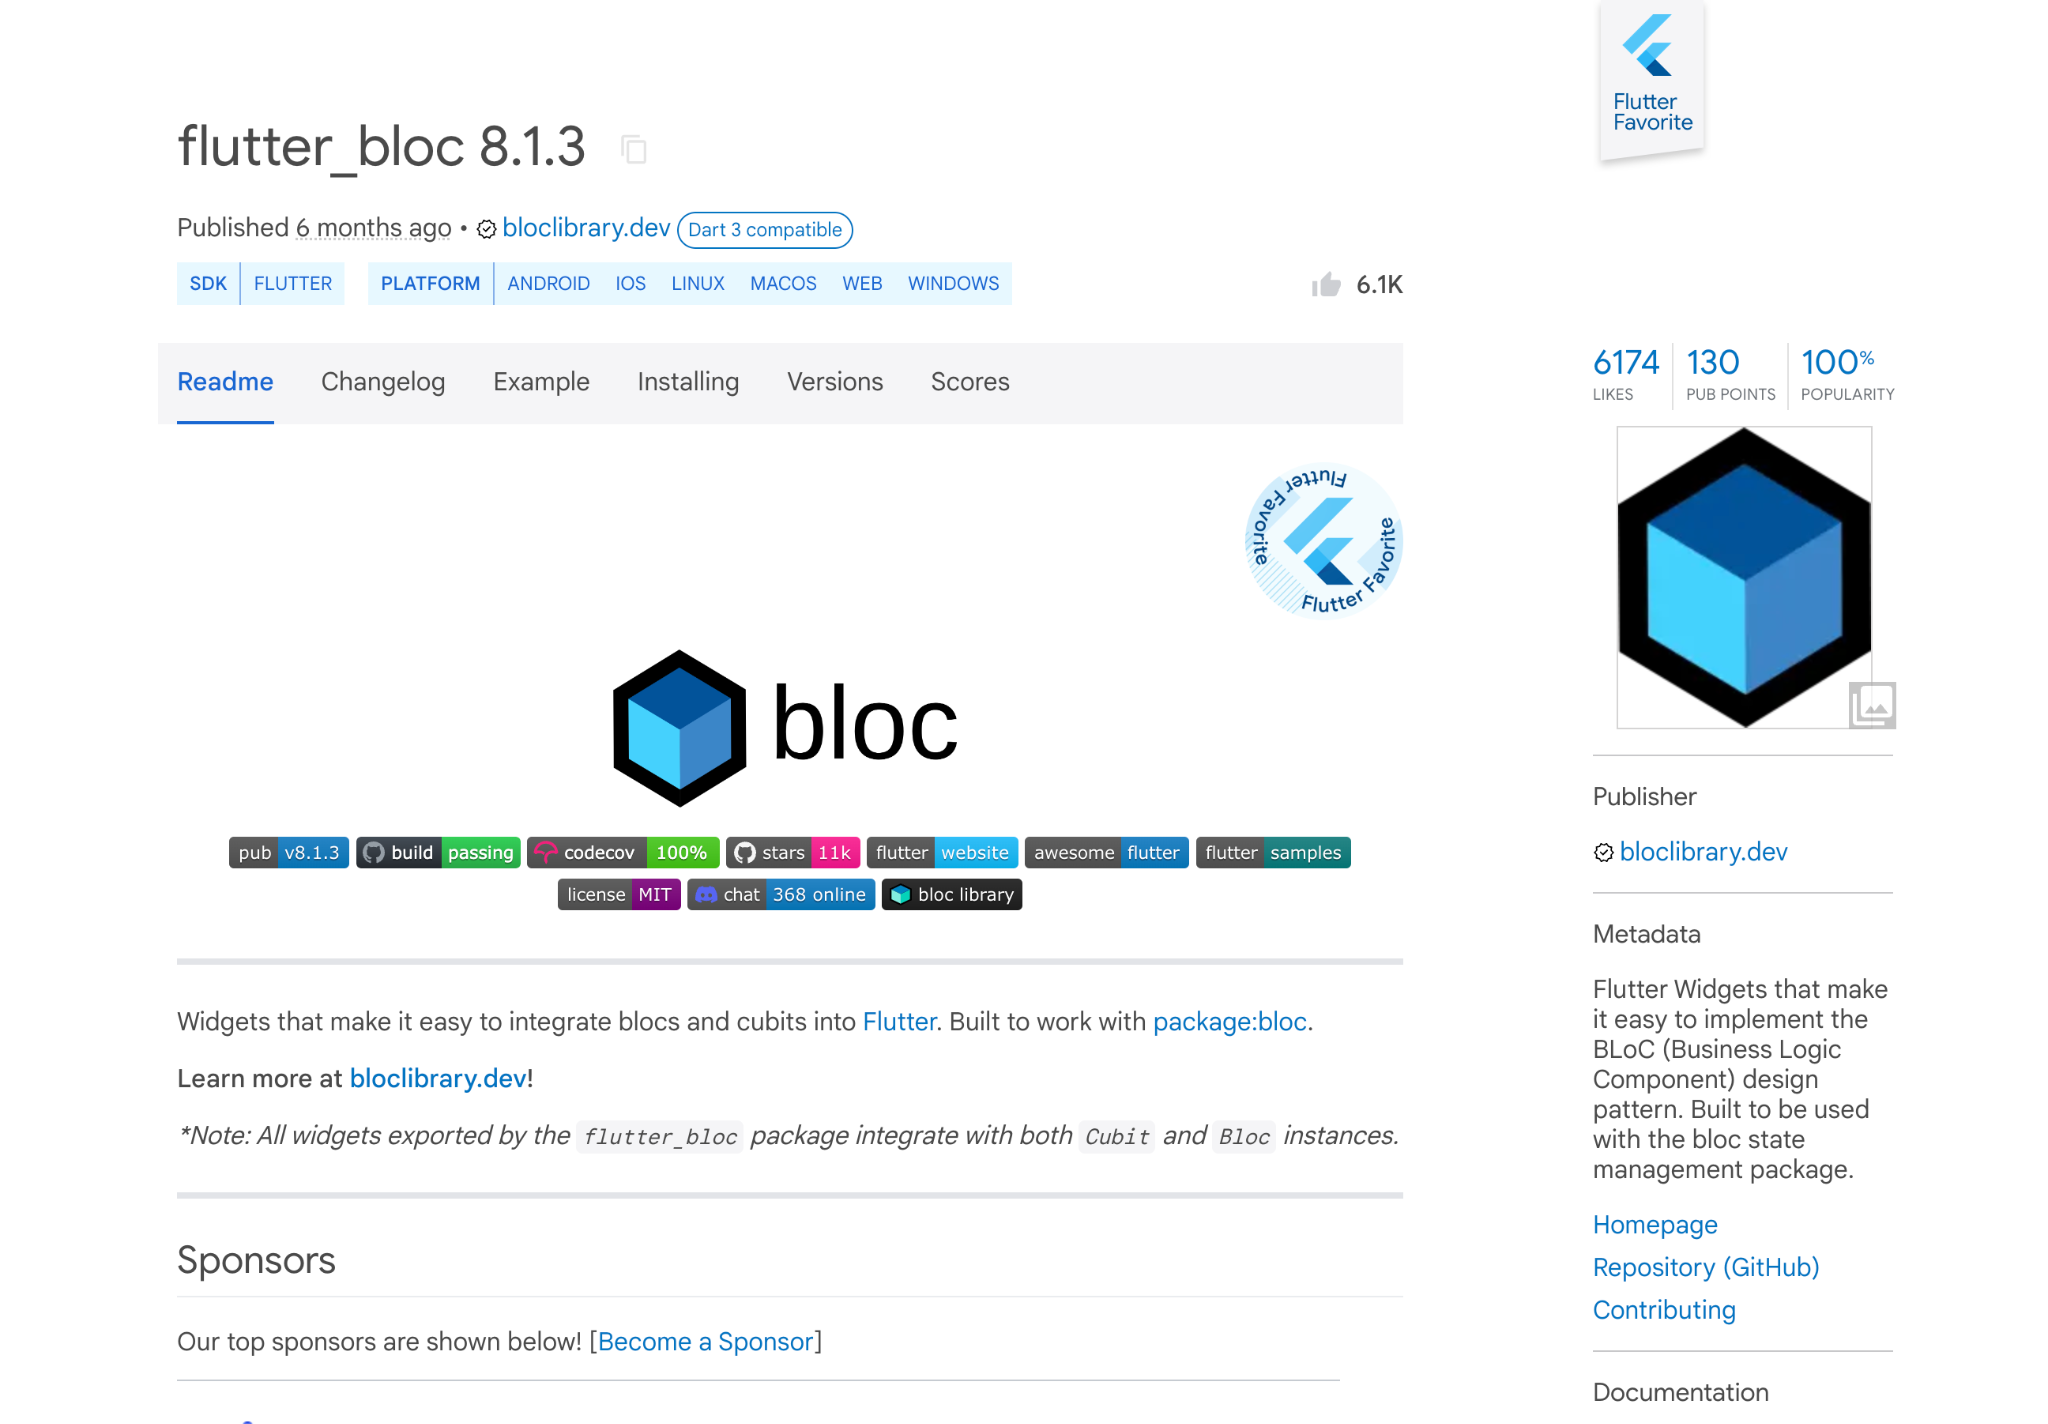 Flutter
Favorite
flutter_bloc 8.1.3
Published 6 months ago • bloclibrary.dev Dart 3 compatible
SDK FLUTTER PLATFORM ANDROID IOS LINUX MACOS WEB WINDOWS 6.1K
Readme Changelog Example Installing Versions Scores
6174 130 100%
LIKES PUB POINTS POPULARITY
Flutter Favorite
Flutter Favorite
bloc
pub v8.1.3 build passing codecov 100% stars 11k flutter website awesome flutter flutter samples
license MIT chat 368 online bloc library
Widgets that make it easy to integrate blocs and cubits into Flutter. Built to work with package:bloc.
Learn more at bloclibrary.dev!
*Note: All widgets exported by the flutter_bloc package integrate with both Cubit and Bloc instances.
Sponsors
Our top sponsors are shown below! [Become a Sponsor]
Publisher
bloclibrary.dev
Metadata
Flutter Widgets that make
it easy to implement the
BLoC (Business Logic
Component) design
pattern. Built to be used
with the bloc state
management package.
Homepage
Repository (GitHub)
Contributing
Documentation